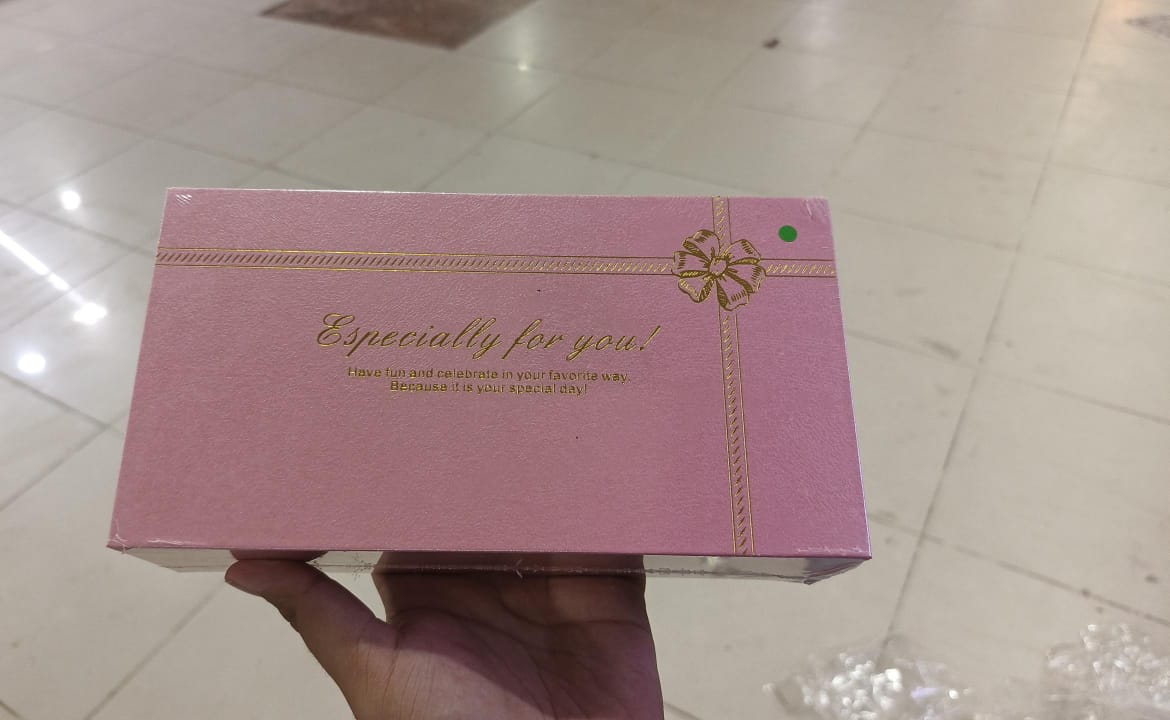 Especially for you!
Have fun and celebrate in your favorite way.
Because it is your special day!